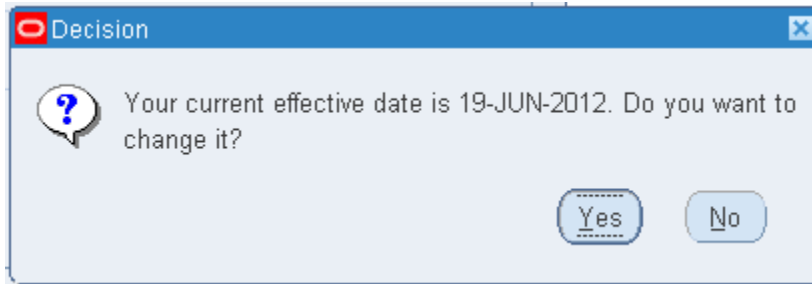 Decision
Your current effective date is 19-JUN-2012. Do you want to
change it?
Yes No